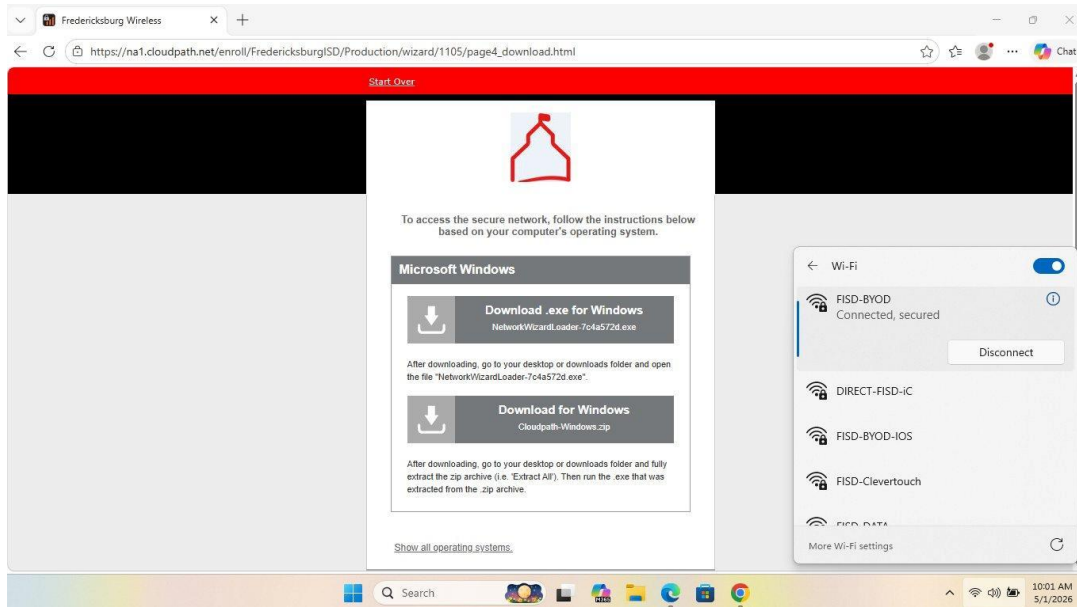 Fredericksburg Wireless
https://na1.cloudpath.net/enroll/FredericksburgISD/Production/wizard/1105/page4_download.html
Chat
Start Over
To access the secure network, follow the instructions below
based on your computer's operating system.
Microsoft Windows
Download .exe for Windows
NetworkWizardLoader-7c4a572d.exe
After downloading, go to your desktop or downloads folder and open
the file "NetworkWizardLoader-7c4a572d.exe".
Download for Windows
Cloudpath-Windows.zip
After downloading, go to your desktop or downloads folder and fully
extract the zip archive (i.e. 'Extract All'). Then run the .exe that was
extracted from the .zip archive.
Show all operating systems.
Wi-Fi
FISD-BYOD
Connected, secured
Disconnect
DIRECT-FISD-iC
FISD-BYOD-IOS
FISD-Clevertouch
FISD-DATA
More Wi-Fi settings
Search
10:01 AM
5/1/2026